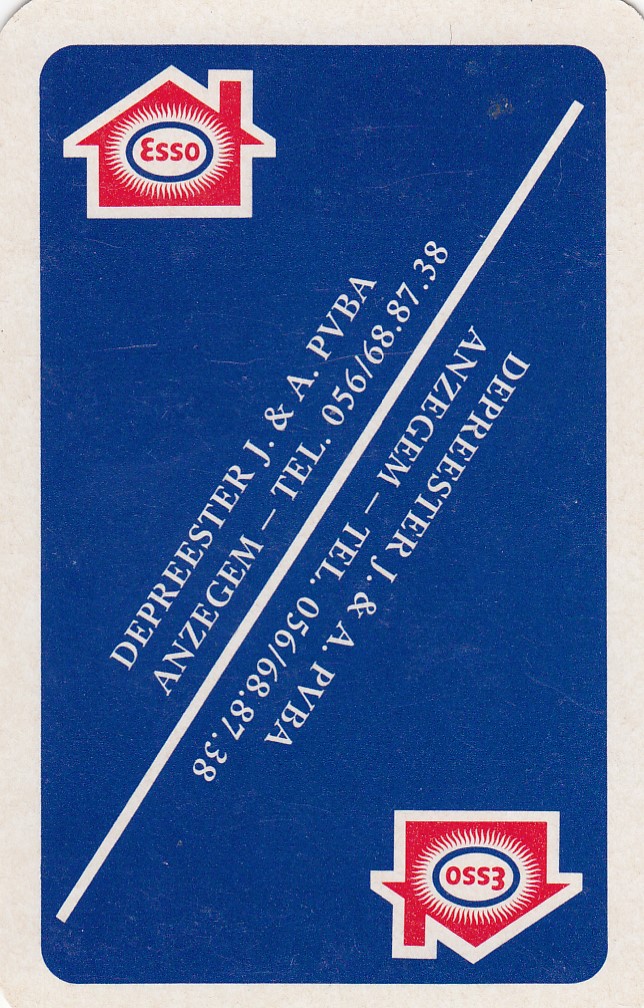 Esso
DEPREESTER J. & A. PVBA
ANZEGEM – TEL. 056/68.87.38
DEPREESTER J. & A. PVBA
ANZEGEM – TEL. 056/68.87.38
Esso